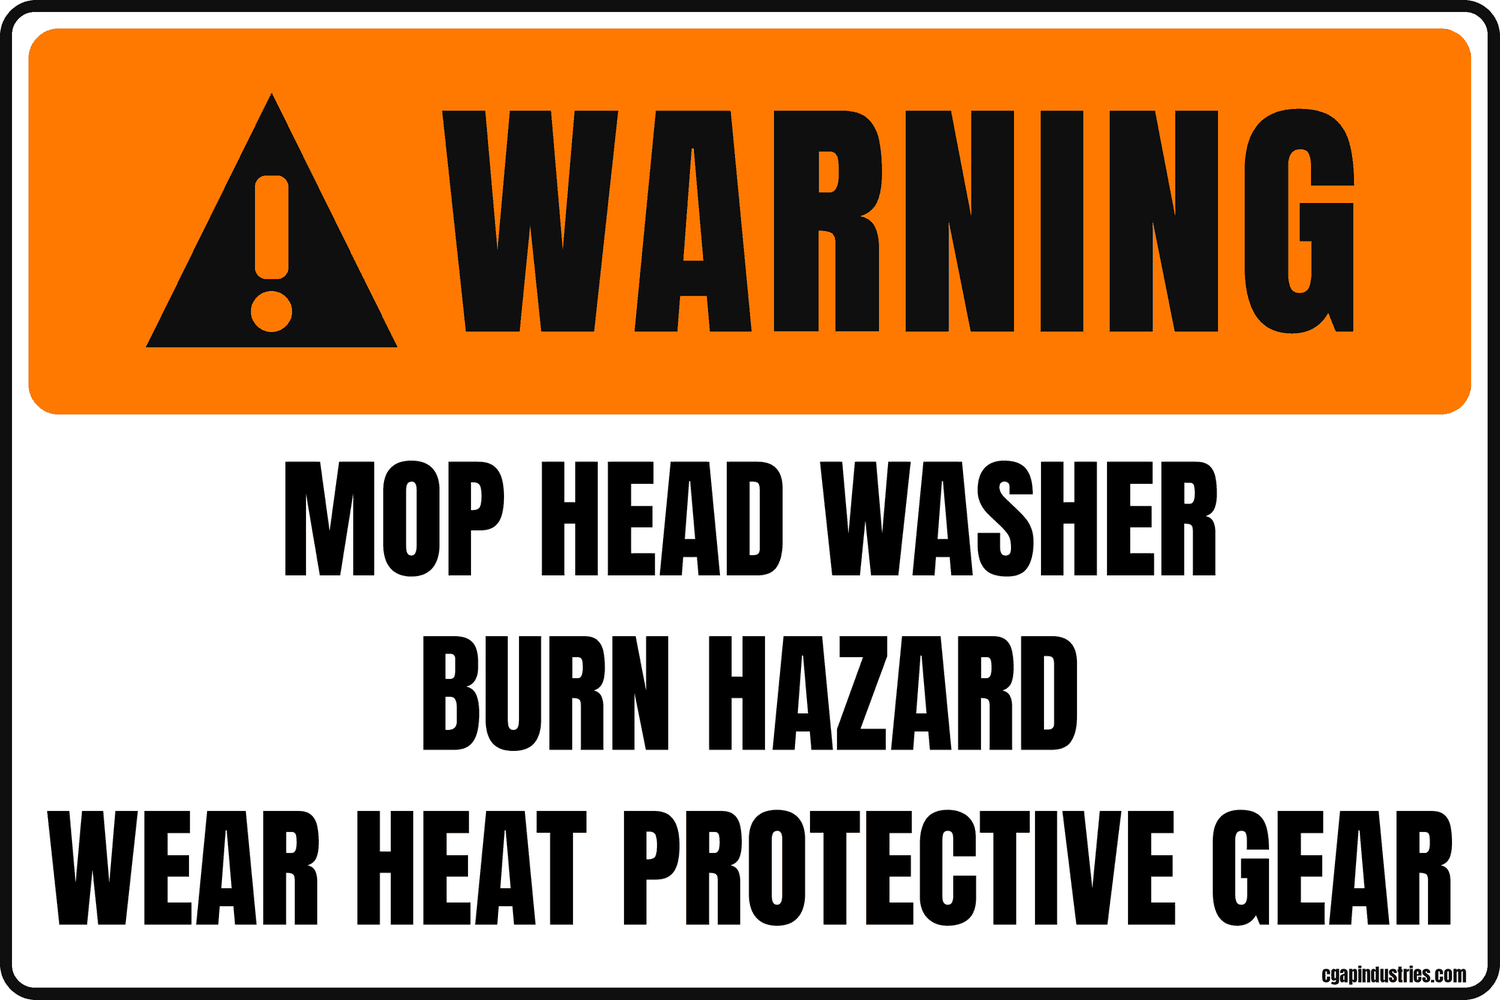 WARNING
MOP HEAD WASHER
BURN HAZARD
WEAR HEAT PROTECTIVE GEAR
cgapindustries.com